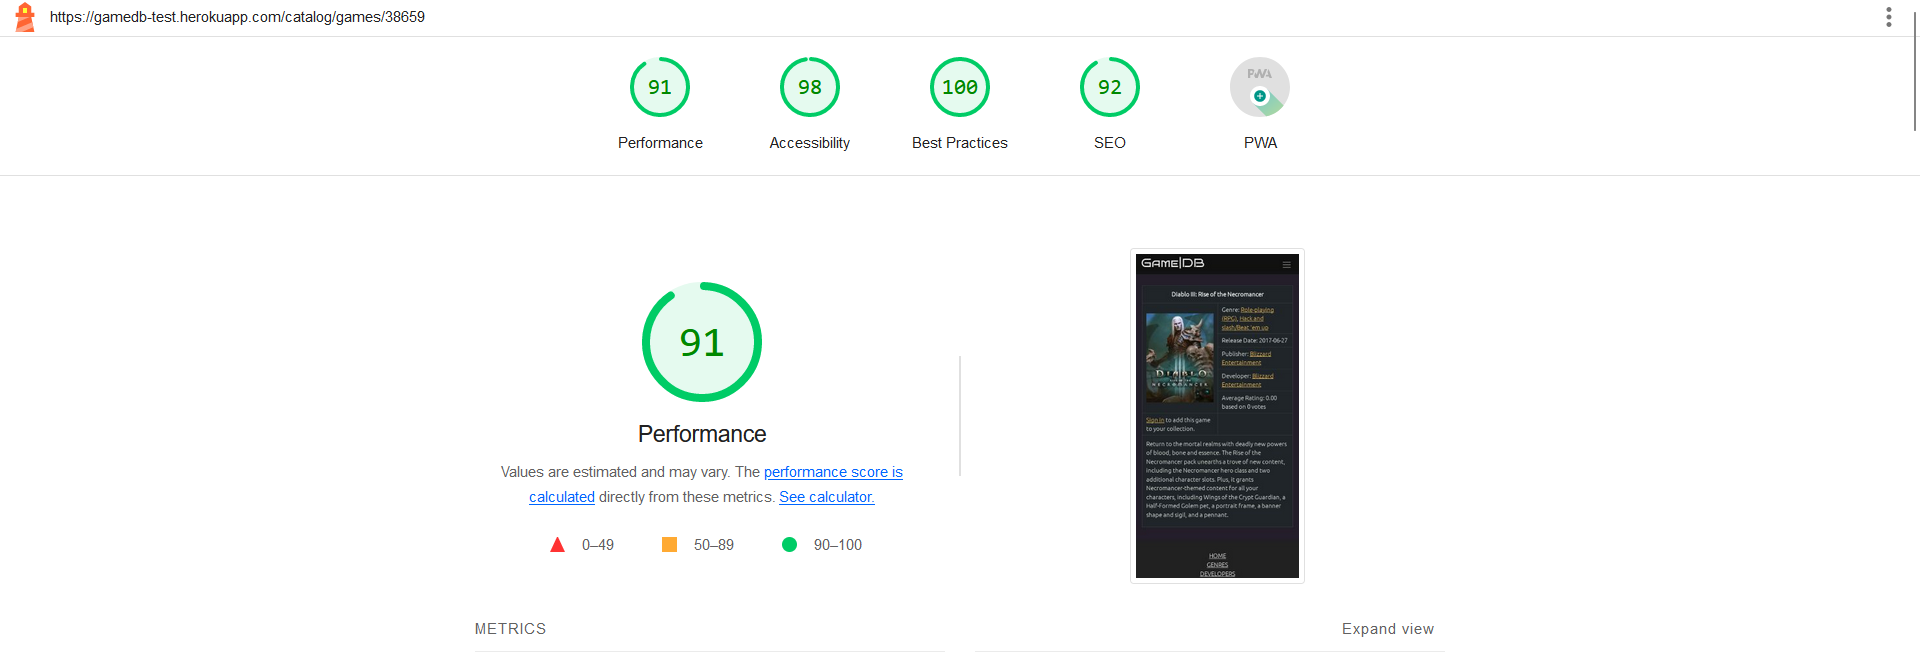 https://gamedb-test.herokuapp.com/catalog/games/38659
91
98
100
92
PWA
Performance
Accessibility
Best Practices
SEO
PWA
91
Performance
Values are estimated and may vary. The performance score is
calculated directly from these metrics. See calculator.
0–49
50–89
90–100
GAME|DB
Diablo III: Rise of the Necromancer
Genre: Role-playing
(RPG), Hack and
slash/Beat 'em up
Release Date: 2017-06-27
Publisher: Blizzard
Entertainment
Developer: Blizzard
Entertainment
Average Rating: 0.00
based on 0 votes
DIABLO
NECROMANCER
Sign in to add this game
to your collection.
Return to the mortal realms with deadly new powers
of blood, bone and essence. The Rise of the
Necromancer pack unearths a trove of new content,
including the Necromancer hero class and two
additional character slots. Plus, it grants
Necromancer-themed content for all your
characters, including Wings of the Crypt Guardian, a
Half-Formed Golem pet, a portrait frame, a banner
shape and sigil, and a pennant.
HOME
GENRES
DEVELOPERS
METRICS
Expand view